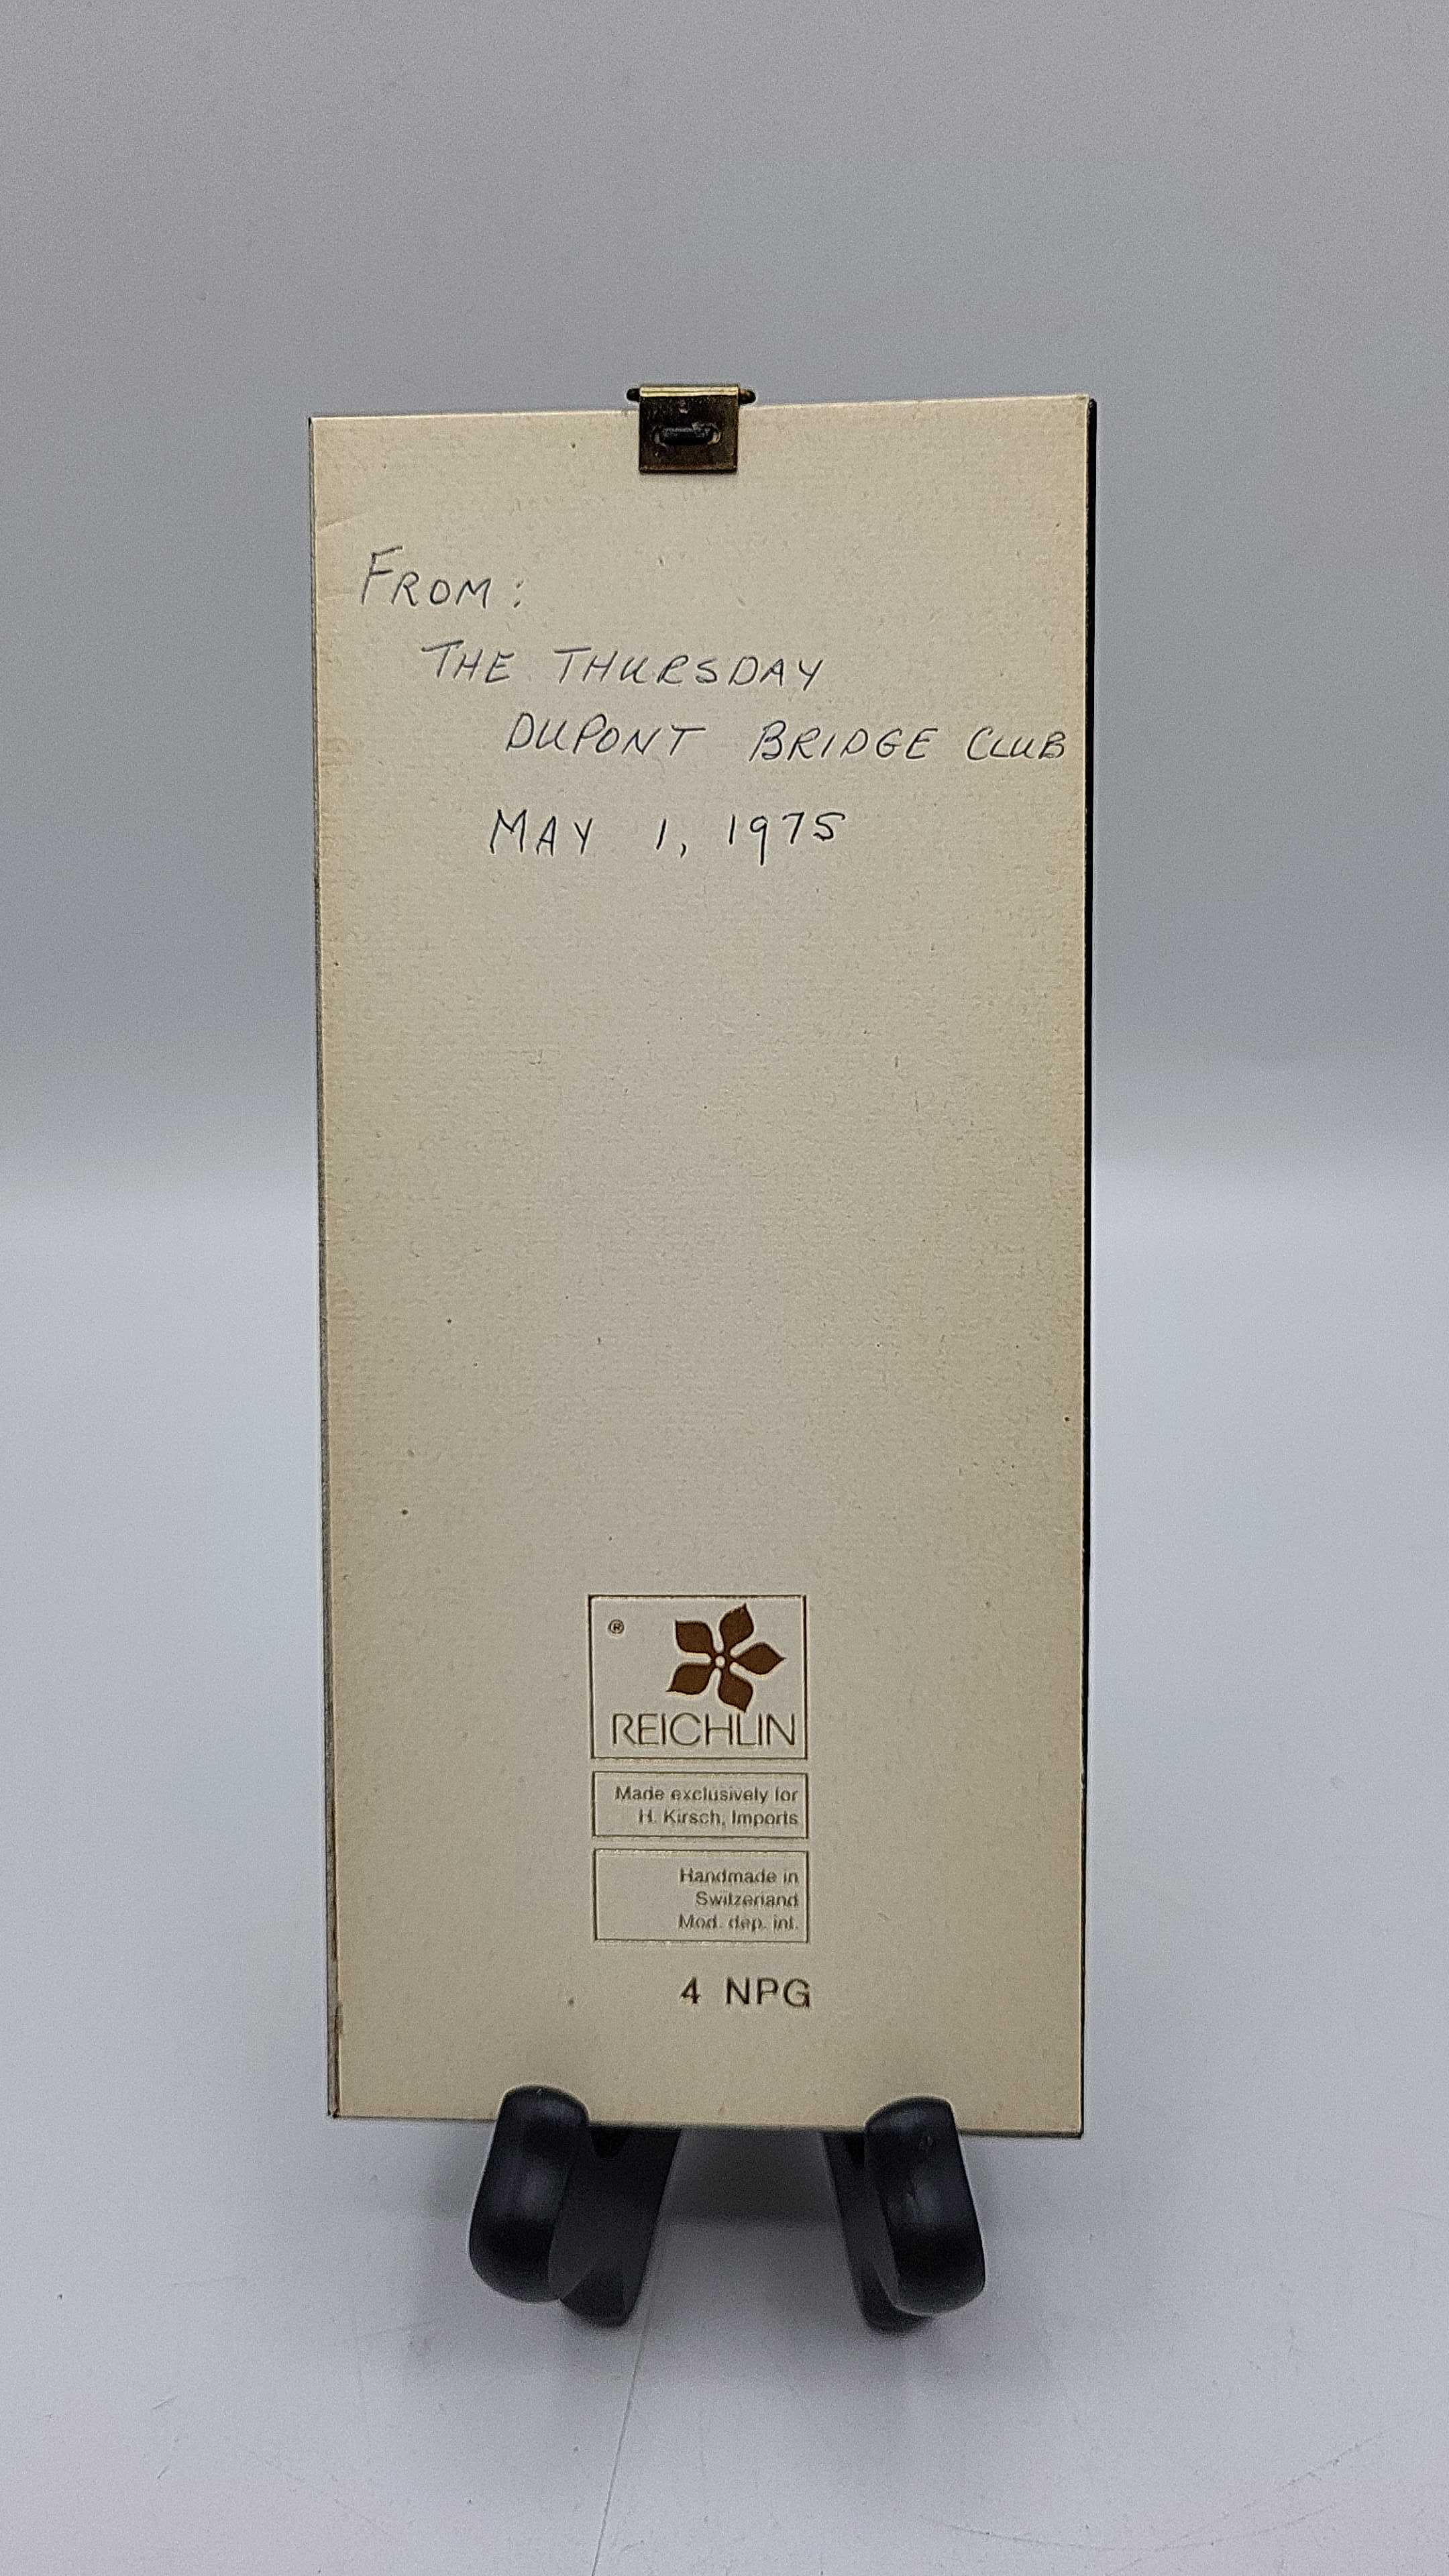 FROM:
THE THURSDAY
DUPONT BRIDGE CLUB
MAY 1, 1975
®
REICHLIN
Made exclusively for
H. Kirsch, Imports
Handmade in
Switzerland
Mod. dep. int.
4 NPG